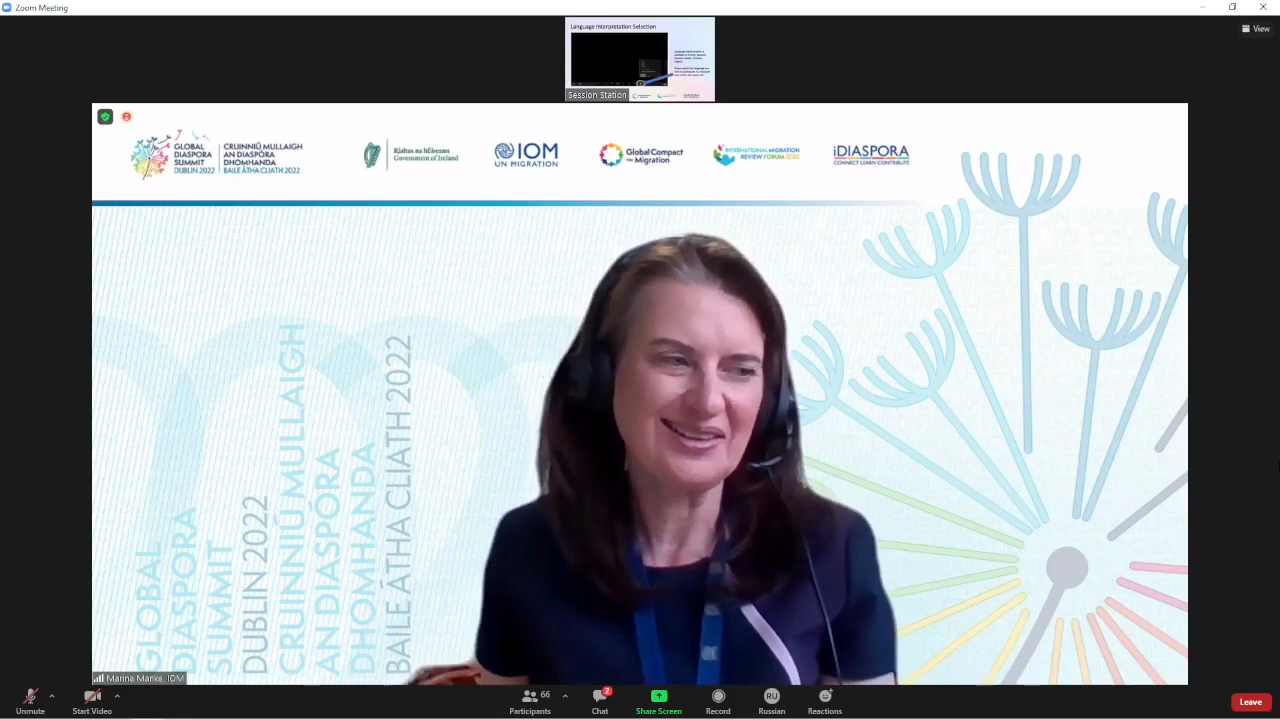 Zoom Meeting
View
Language Interpretation Selection
Session Station
GLOBAL
DIASPORA
SUMMIT
DUBLIN 2022
CRUINNIÚ MULLAIGH
AN DIASPÓRA
DHOMHANDA
BAILE ÁTHA CLIATH 2022
Rialtas na hÉireann
Government of Ireland
IOM
UN MIGRATION
Global Compact
for Migration
INTERNATIONAL MIGRATION
REVIEW FORUM 2022
iDIASPORA
CONNECT LEARN CONTRIBUTE
GLOBAL
DIASPORA
SUMMIT
DUBLIN 2022
CRUINNIÚ MULLAIGH
AN DIASPÓRA
DHOMHANDA
BAILE ÁTHA CLIATH 2022
Marina Manke, IOM
Unmute
Start Video
66
Participants
2
Chat
Share Screen
Record
RU
Russian
Reactions
Leave